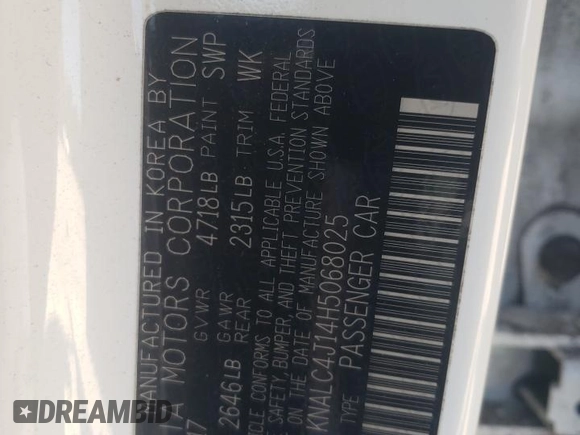 MANUFACTURED IN KOREA BY
MOTORS CORPORATION
17 GVWR 4718LB PAINT SWP
2646LB GAWR REAR 2315LB TRIM WK
CONFORMS TO ALL APPLICABLE U.S.A. FEDERAL
SAFETY, BUMPER, AND THEFT PREVENTION STANDARDS
ON THE DATE OF MANUFACTURE SHOWN ABOVE
KNALC4J14H5068025
TYPE: PASSENGER CAR
DREAMBID